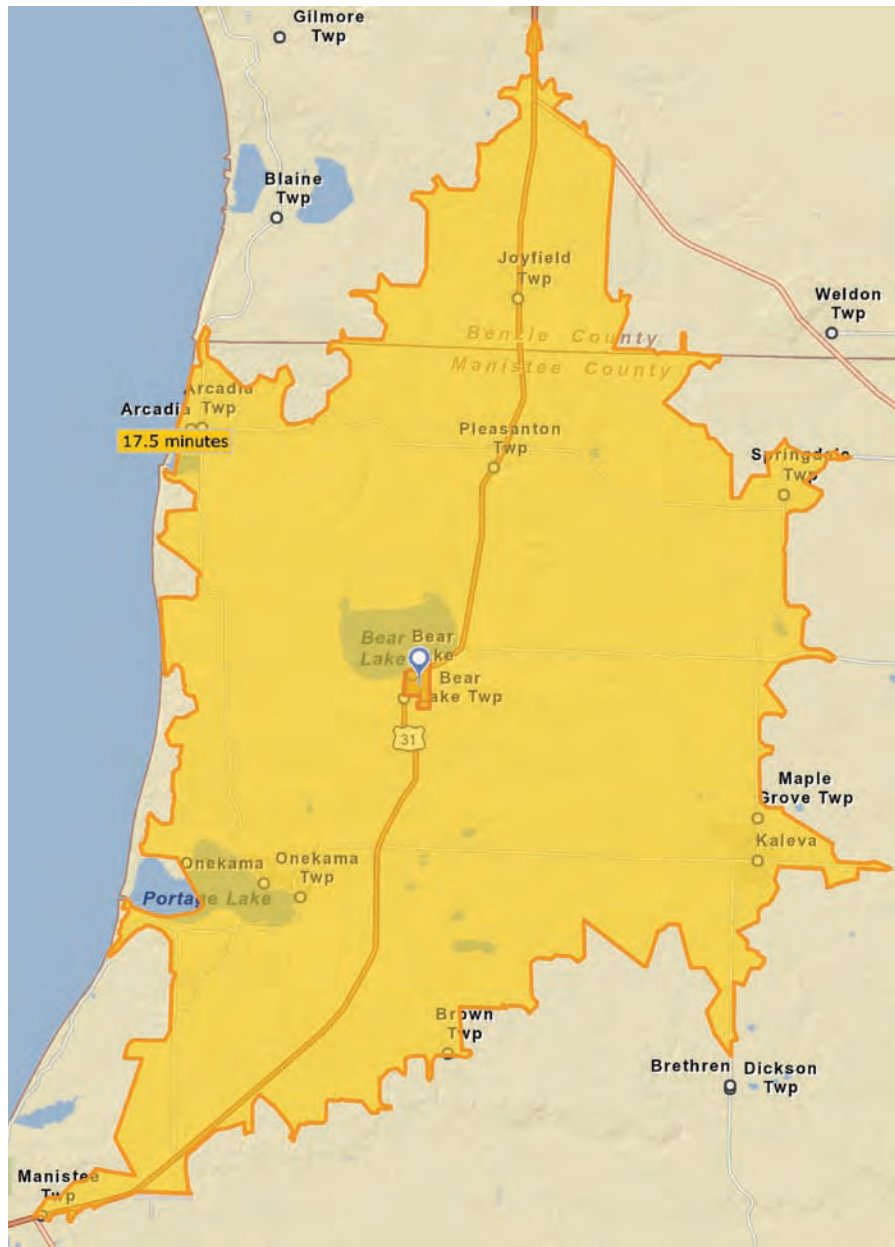 Gilmore
Twp
Blaine
Twp
Joyfield
Twp
Weldon
Twp
Benzie County
Manistee County
Arcadia
Arcadia
Twp
17.5 minutes
Pleasanton
Twp
Springdale
Twp
Bear
Lake
Bear
Lake
Bear
Lake Twp
31
Maple
Grove Twp
Kaleva
Onekama
Onekama
Twp
Portage Lake
Brown
Twp
Brethren
Dickson
Twp
Manistee
Twp